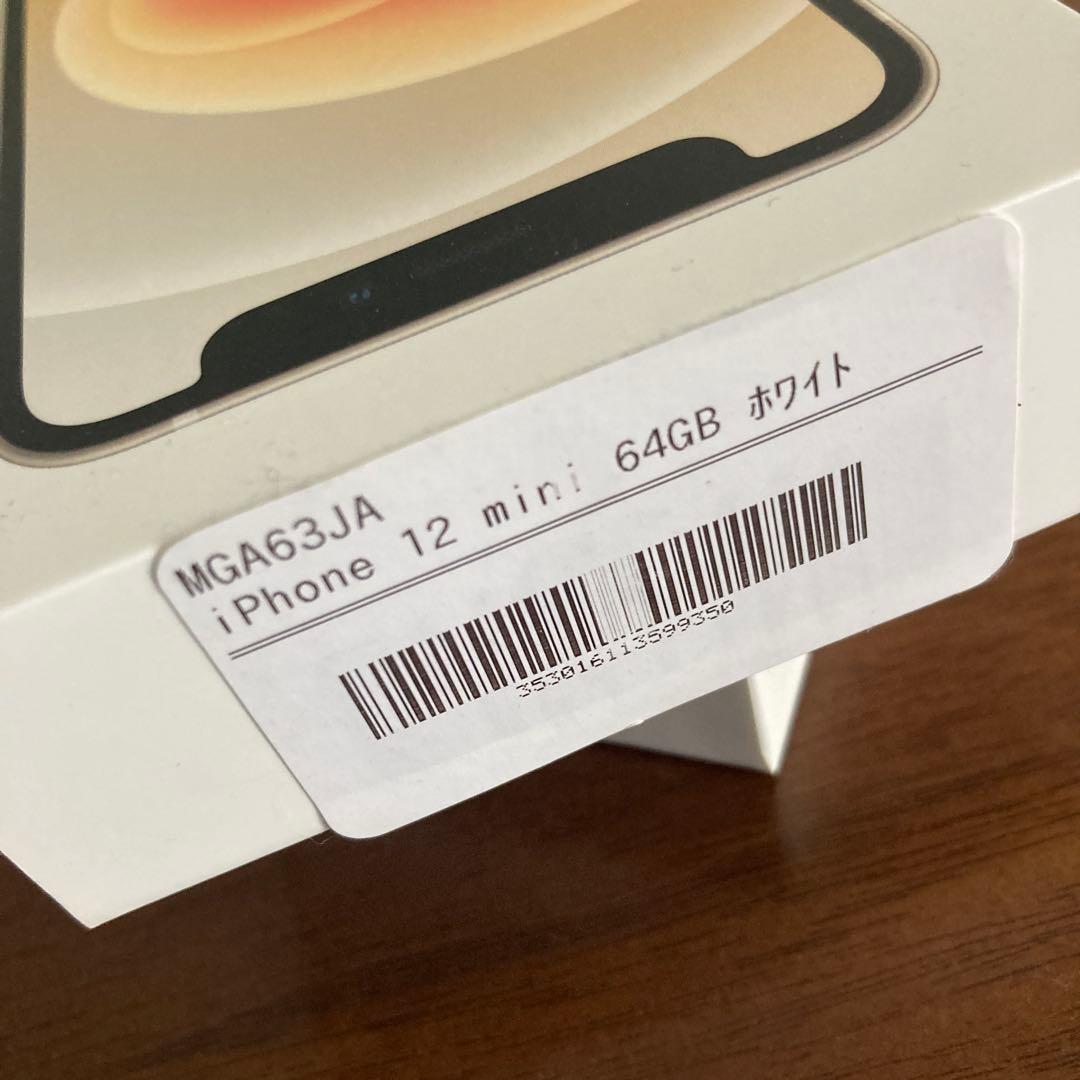 MGA63JA
iPhone 12 mini 64GB ﾎﾜｲﾄ
353016113599350